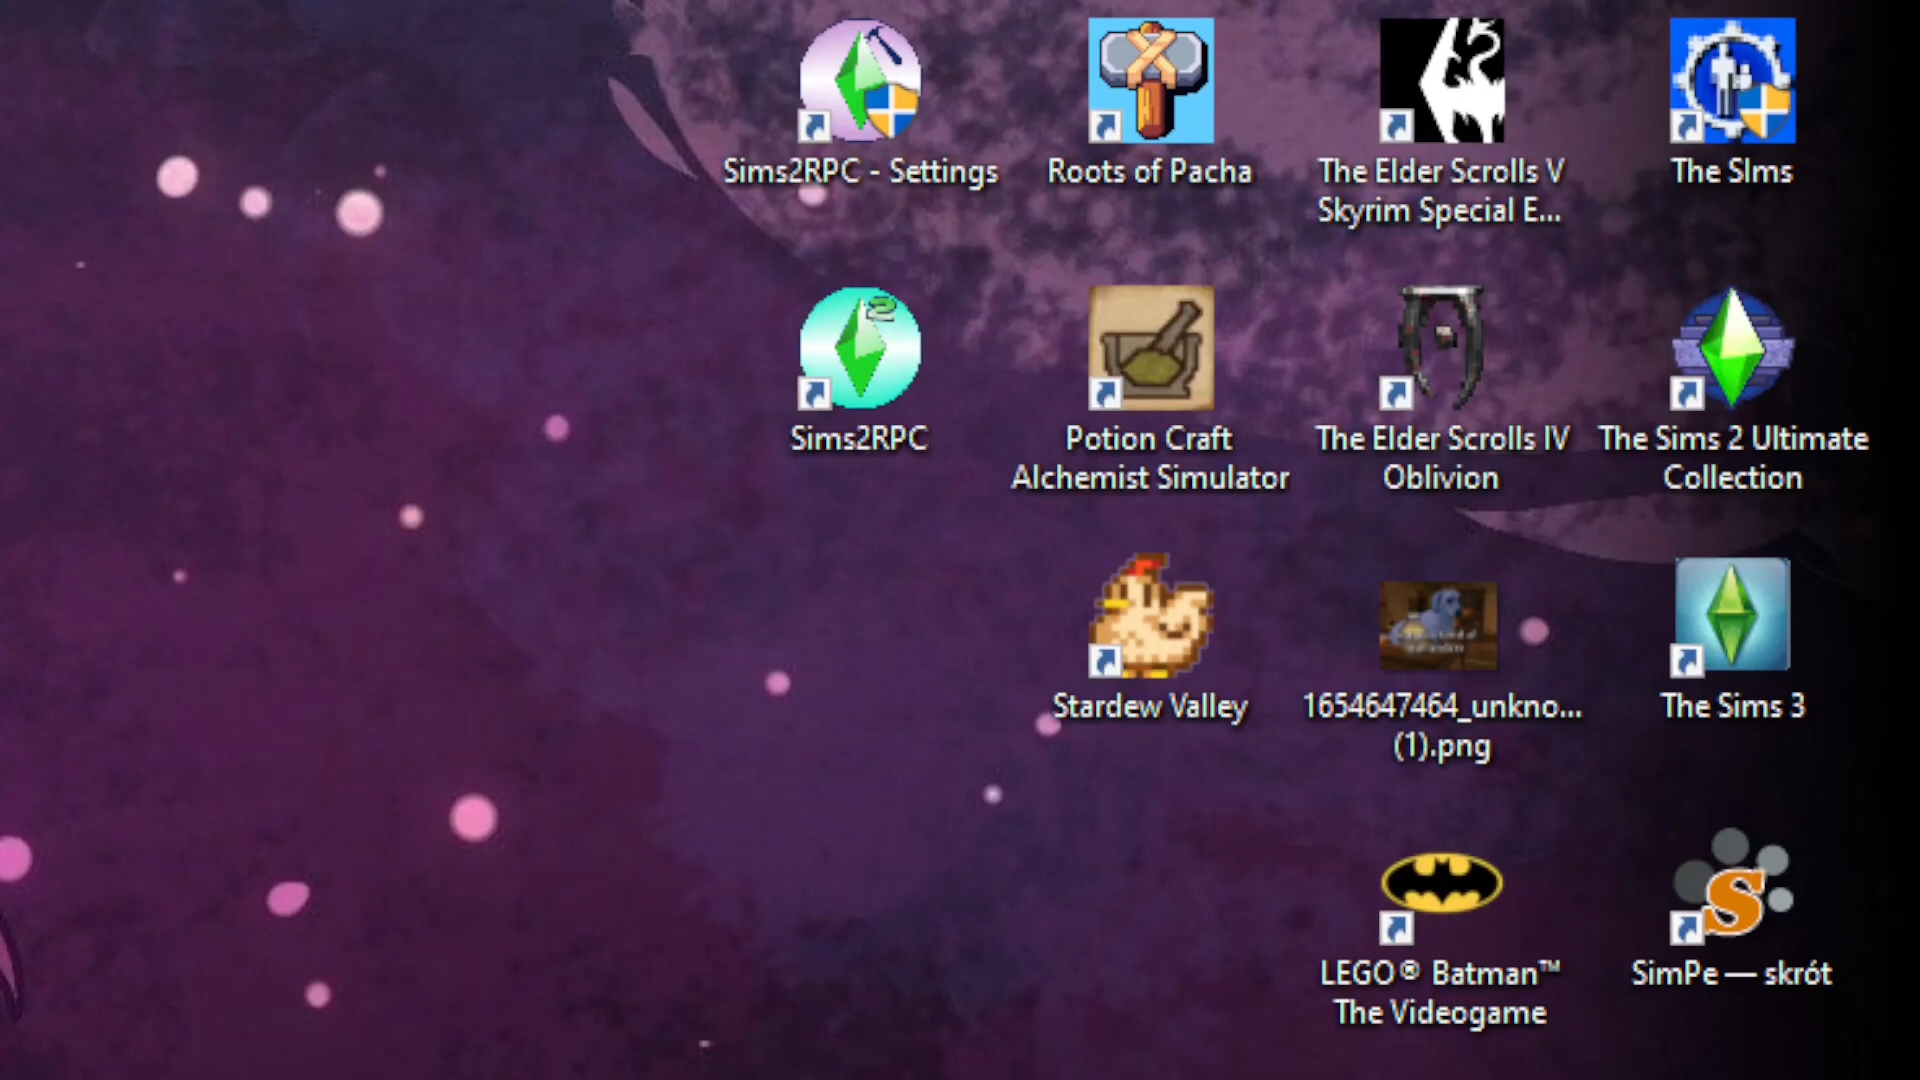 Sims2RPC - Settings
Roots of Pacha
The Elder Scrolls V
Skyrim Special E...
The SIms
Sims2RPC
Potion Craft
Alchemist Simulator
The Elder Scrolls IV
Oblivion
The Sims 2 Ultimate
Collection
Stardew Valley
1654647464_unkno...
(1).png
The Sims 3
LEGO® Batman™
The Videogame
SimPe — skrót